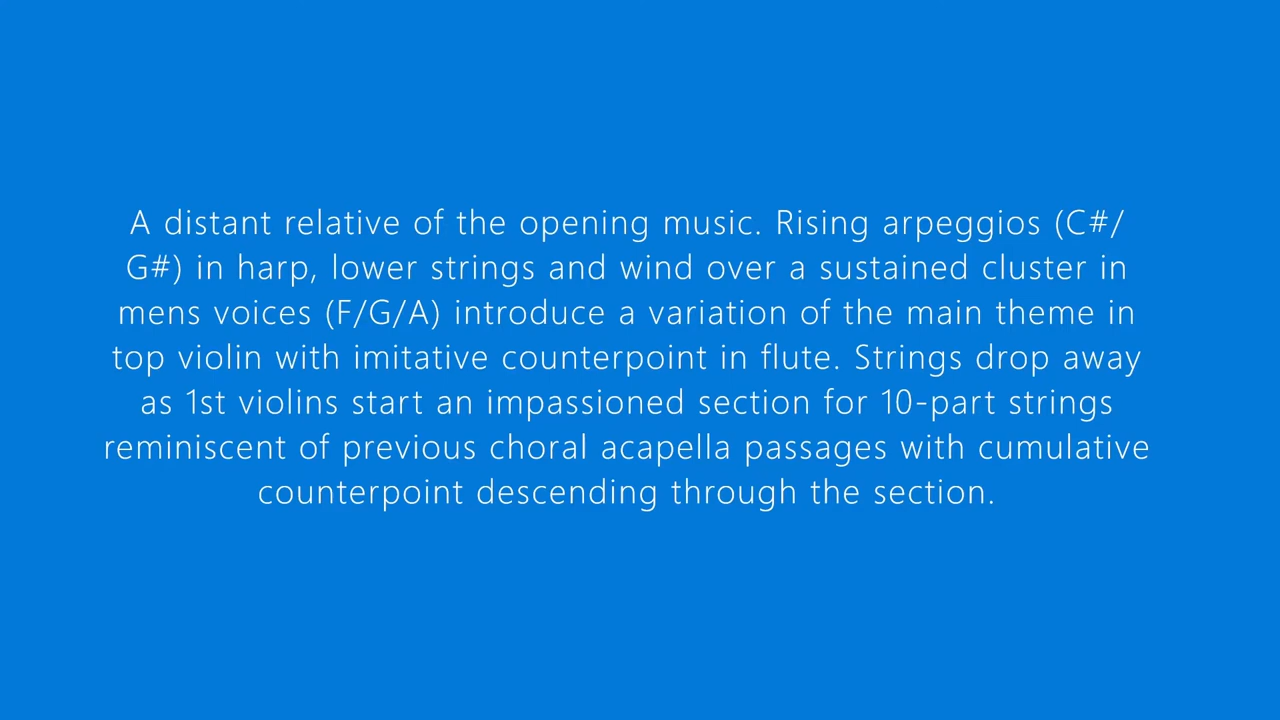 A distant relative of the opening music. Rising arpeggios (C#/
G#) in harp, lower strings and wind over a sustained cluster in
mens voices (F/G/A) introduce a variation of the main theme in
top violin with imitative counterpoint in flute. Strings drop away
as 1st violins start an impassioned section for 10-part strings
reminiscent of previous choral acapella passages with cumulative
counterpoint descending through the section.